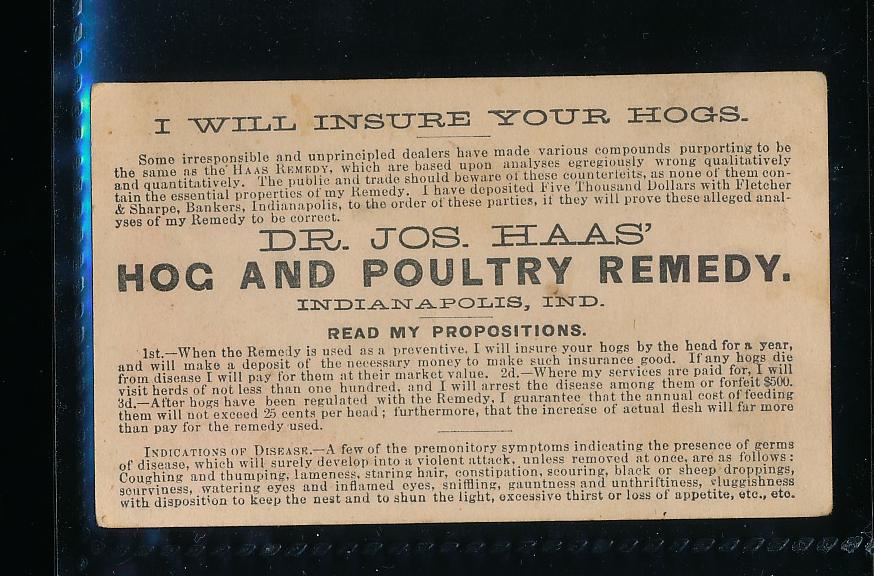 I WILL INSURE YOUR HOGS.
Some irresponsible and unprincipled dealers have made various compounds purporting to be
the same as the HAAS REMEDY, which are based upon analyses egregiously wrong qualitatively
and quantitatively. The public and trade should beware of these counterfeits, as none of them con-
tain the essential properties of my Remedy. I have deposited Five Thousand Dollars with Fletcher
& Sharpe, Bankers, Indianapolis, to the order of these parties, if they will prove these alleged anal-
yses of my Remedy to be correct.
DR. JOS. HAAS'
HOG AND POULTRY REMEDY.
INDIANAPOLIS, IND.
READ MY PROPOSITIONS.
1st.—When the Remedy is used as a preventive, I will insure your hogs by the head for a year,
and will make a deposit of the necessary money to make such insurance good. If any hogs die
from disease I will pay for them at their market value. 2d.—Where my services are paid for, I will
visit herds of not less than one hundred, and I will arrest the disease among them or forfeit $500.
3d.—After hogs have been regulated with the Remedy, I guarantee that the annual cost of feeding
them will not exceed 25 cents per head; furthermore, that the increase of actual flesh will far more
than pay for the remedy used.
INDICATIONS OF DISEASE.—A few of the premonitory symptoms indicating the presence of germs
of disease, which will surely develop into a violent attack, unless removed at once, are as follows:
Coughing and thumping, lameness, staring hair, constipation, scouring, black or sheep droppings,
scurviness, watering eyes and inflamed eyes, sniffling, gauntness and unthriftiness, sluggishness
with disposition to keep the nest and to shun the light, excessive thirst or loss of appetite, etc., etc.